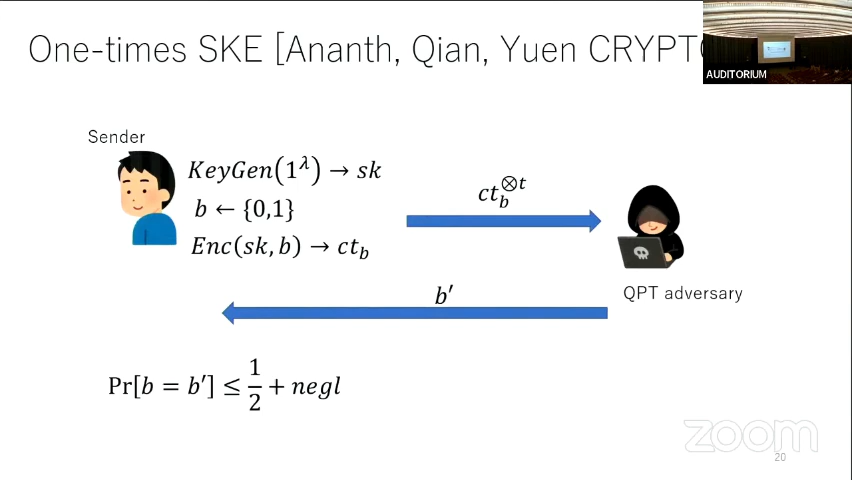 One-times SKE [Ananth, Qian, Yuen CRYPTO
AUDITORIUM
Sender
KeyGen(1^λ) → sk
b ← {0,1}
Enc(sk, b) → ct_b
ct_b^{⊗t}
QPT adversary
b′
Pr[b = b′] ≤ 1/2 + negl
zoom
20